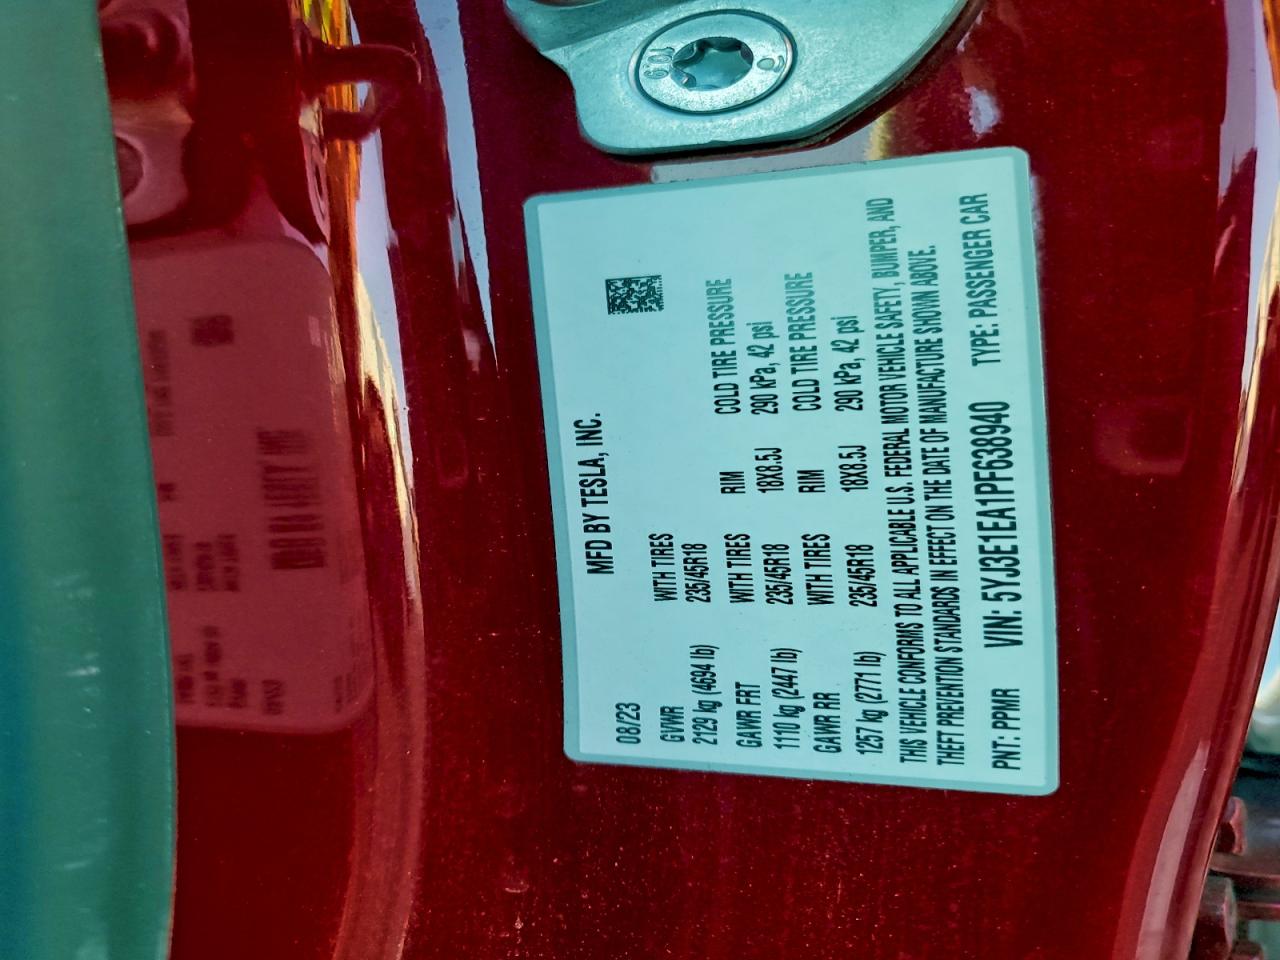 MFD BY TESLA, INC.
08/23
GVWR WITH TIRES RIM COLD TIRE PRESSURE
2129 kg (4694 lb) 235/45R18 18X8.5J 290 kPa, 42 psi
GAWR FRT WITH TIRES RIM COLD TIRE PRESSURE
1110 kg (2447 lb) 235/45R18 18X8.5J 290 kPa, 42 psi
GAWR RR WITH TIRES
1257 kg (2771 lb) 235/45R18
THIS VEHICLE CONFORMS TO ALL APPLICABLE U.S. FEDERAL MOTOR VEHICLE SAFETY, BUMPER, AND
THEFT PREVENTION STANDARDS IN EFFECT ON THE DATE OF MANUFACTURE SHOWN ABOVE.
PNT: PPMR VIN: 5YJ3E1EA1PF638940 TYPE: PASSENGER CAR
10.9